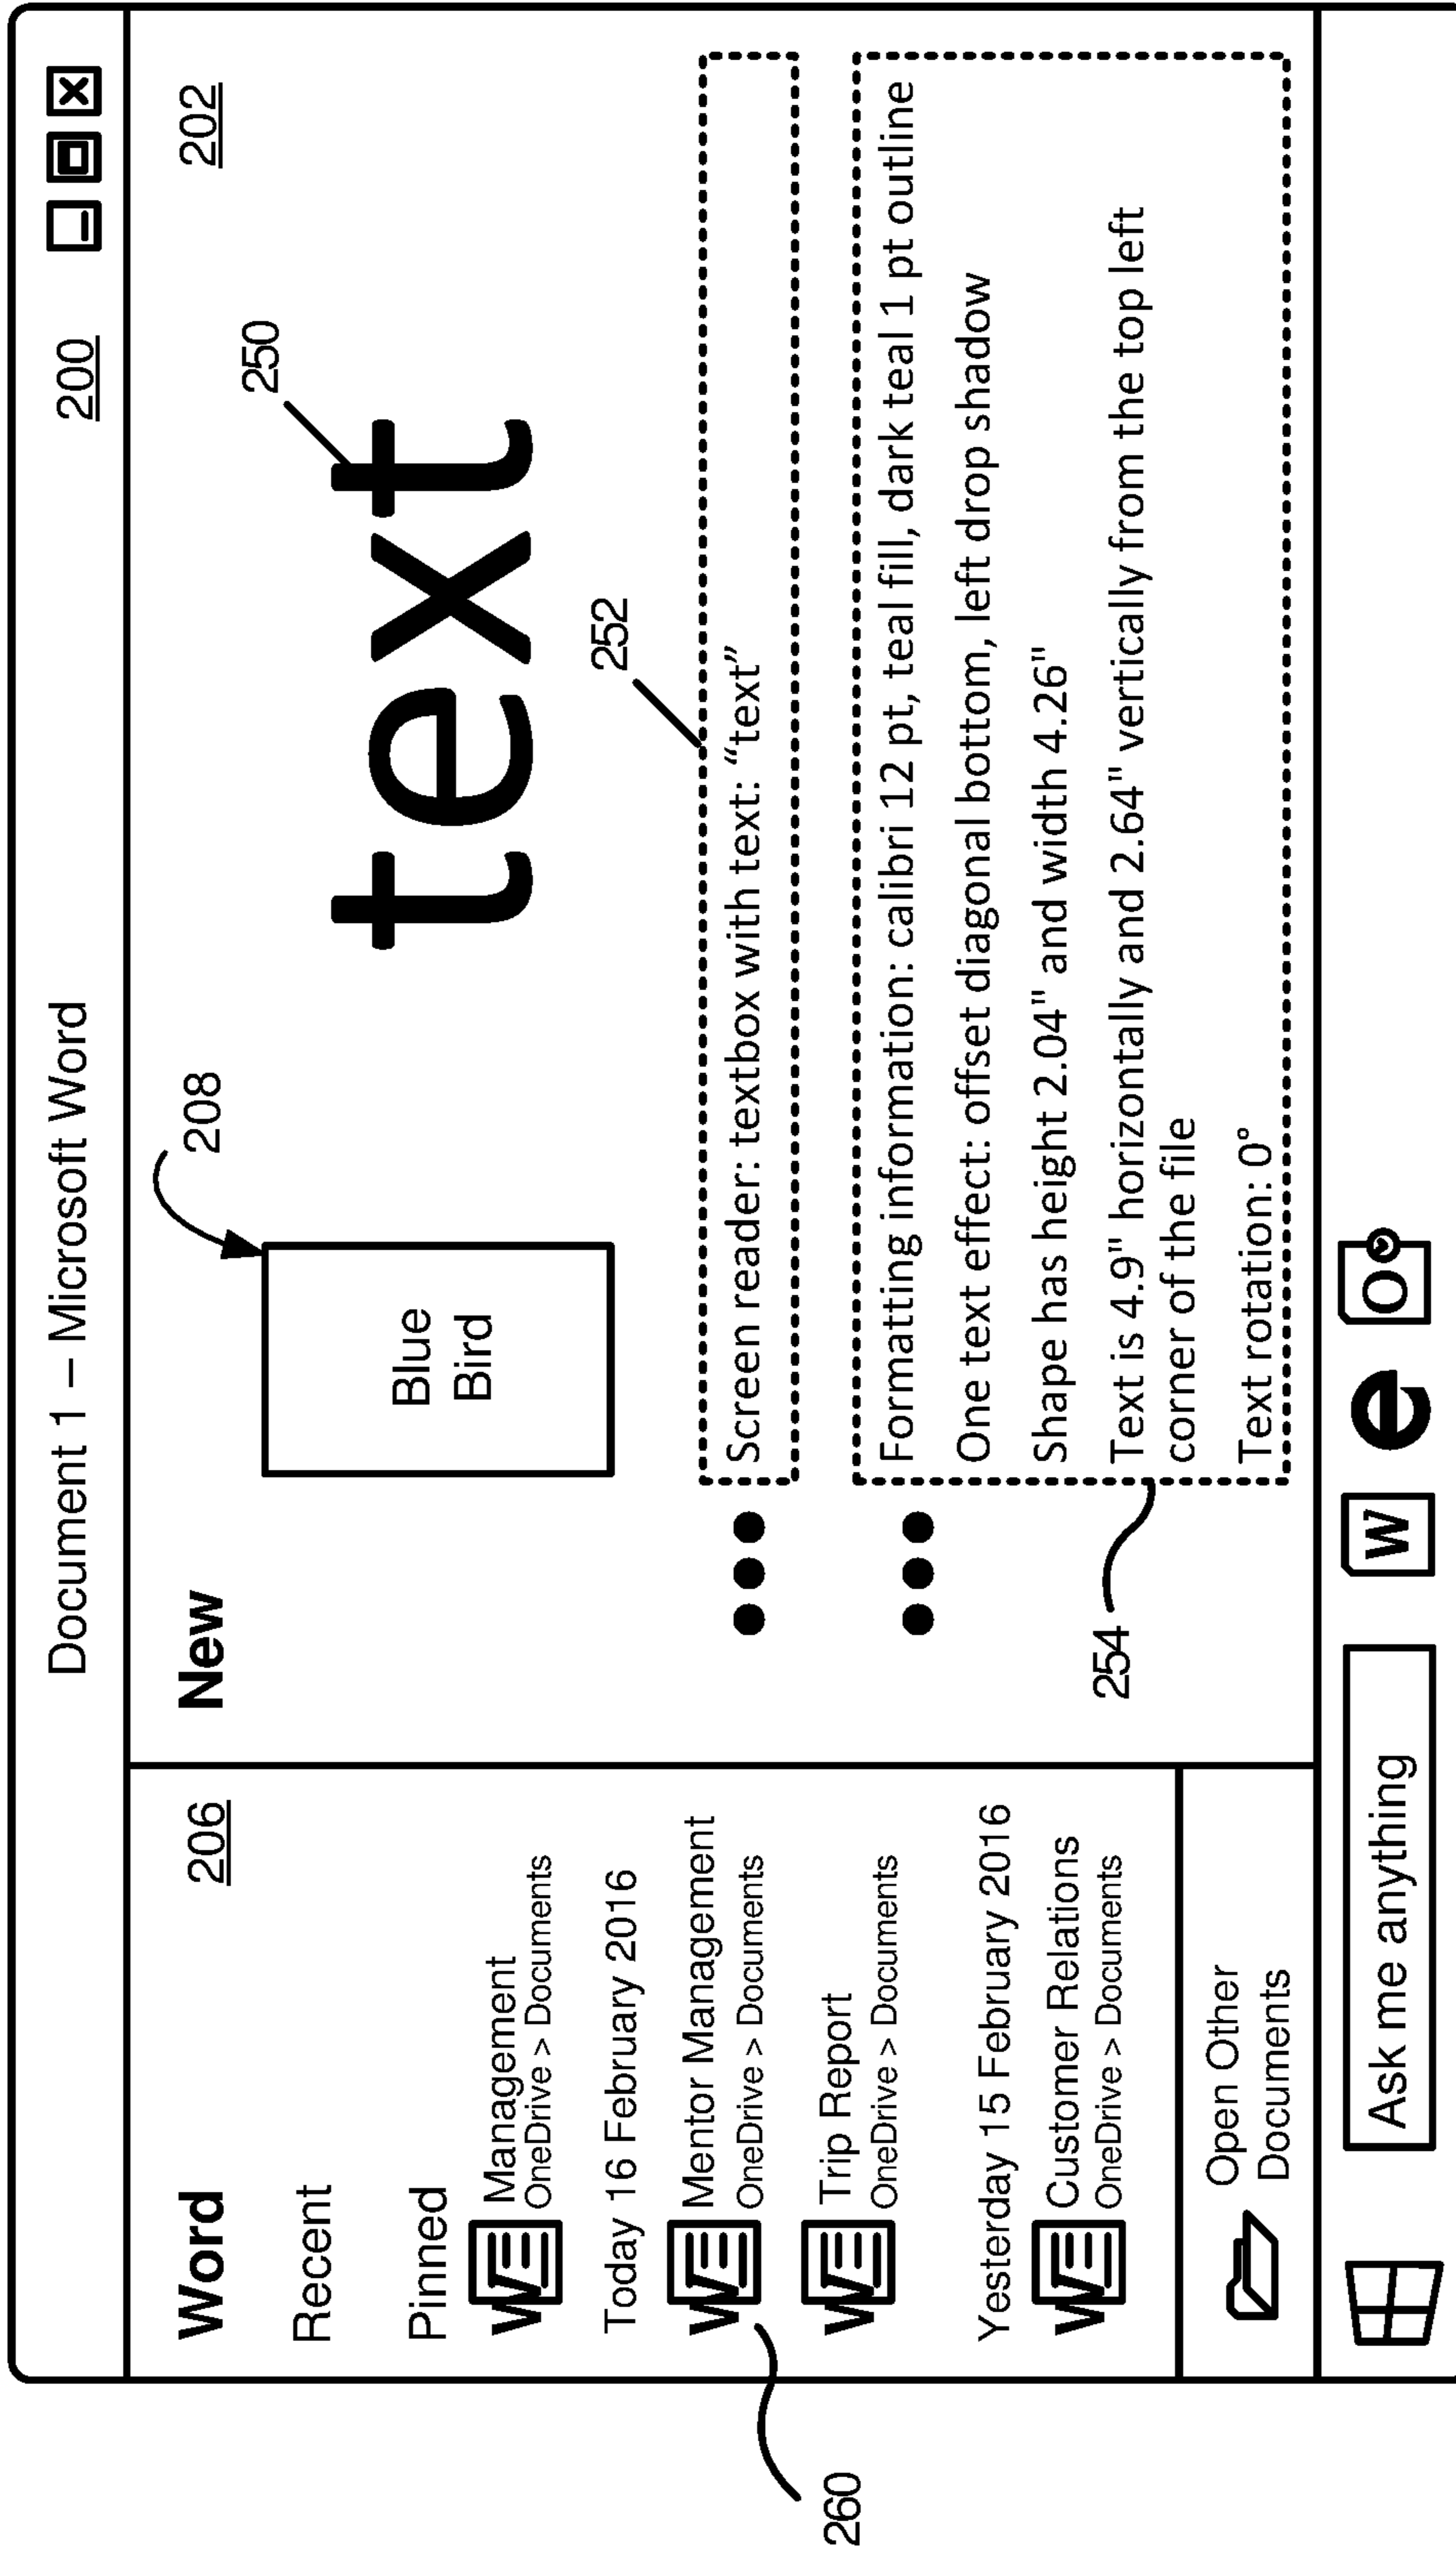 Document 1 – Microsoft Word
200
Word
206
Recent
Pinned
Management
OneDrive > Documents
Today 16 February 2016
Mentor Management
OneDrive > Documents
Trip Report
OneDrive > Documents
Yesterday 15 February 2016
Customer Relations
OneDrive > Documents
Open Other
Documents
260
New
202
208
Blue
Bird
text
250
252
Screen reader: textbox with text: “text”
Formatting information: calibri 12 pt, teal fill, dark teal 1 pt outline
One text effect: offset diagonal bottom, left drop shadow
Shape has height 2.04" and width 4.26"
Text is 4.9" horizontally and 2.64" vertically from the top left
corner of the file
Text rotation: 0°
254
Ask me anything
W
e
O